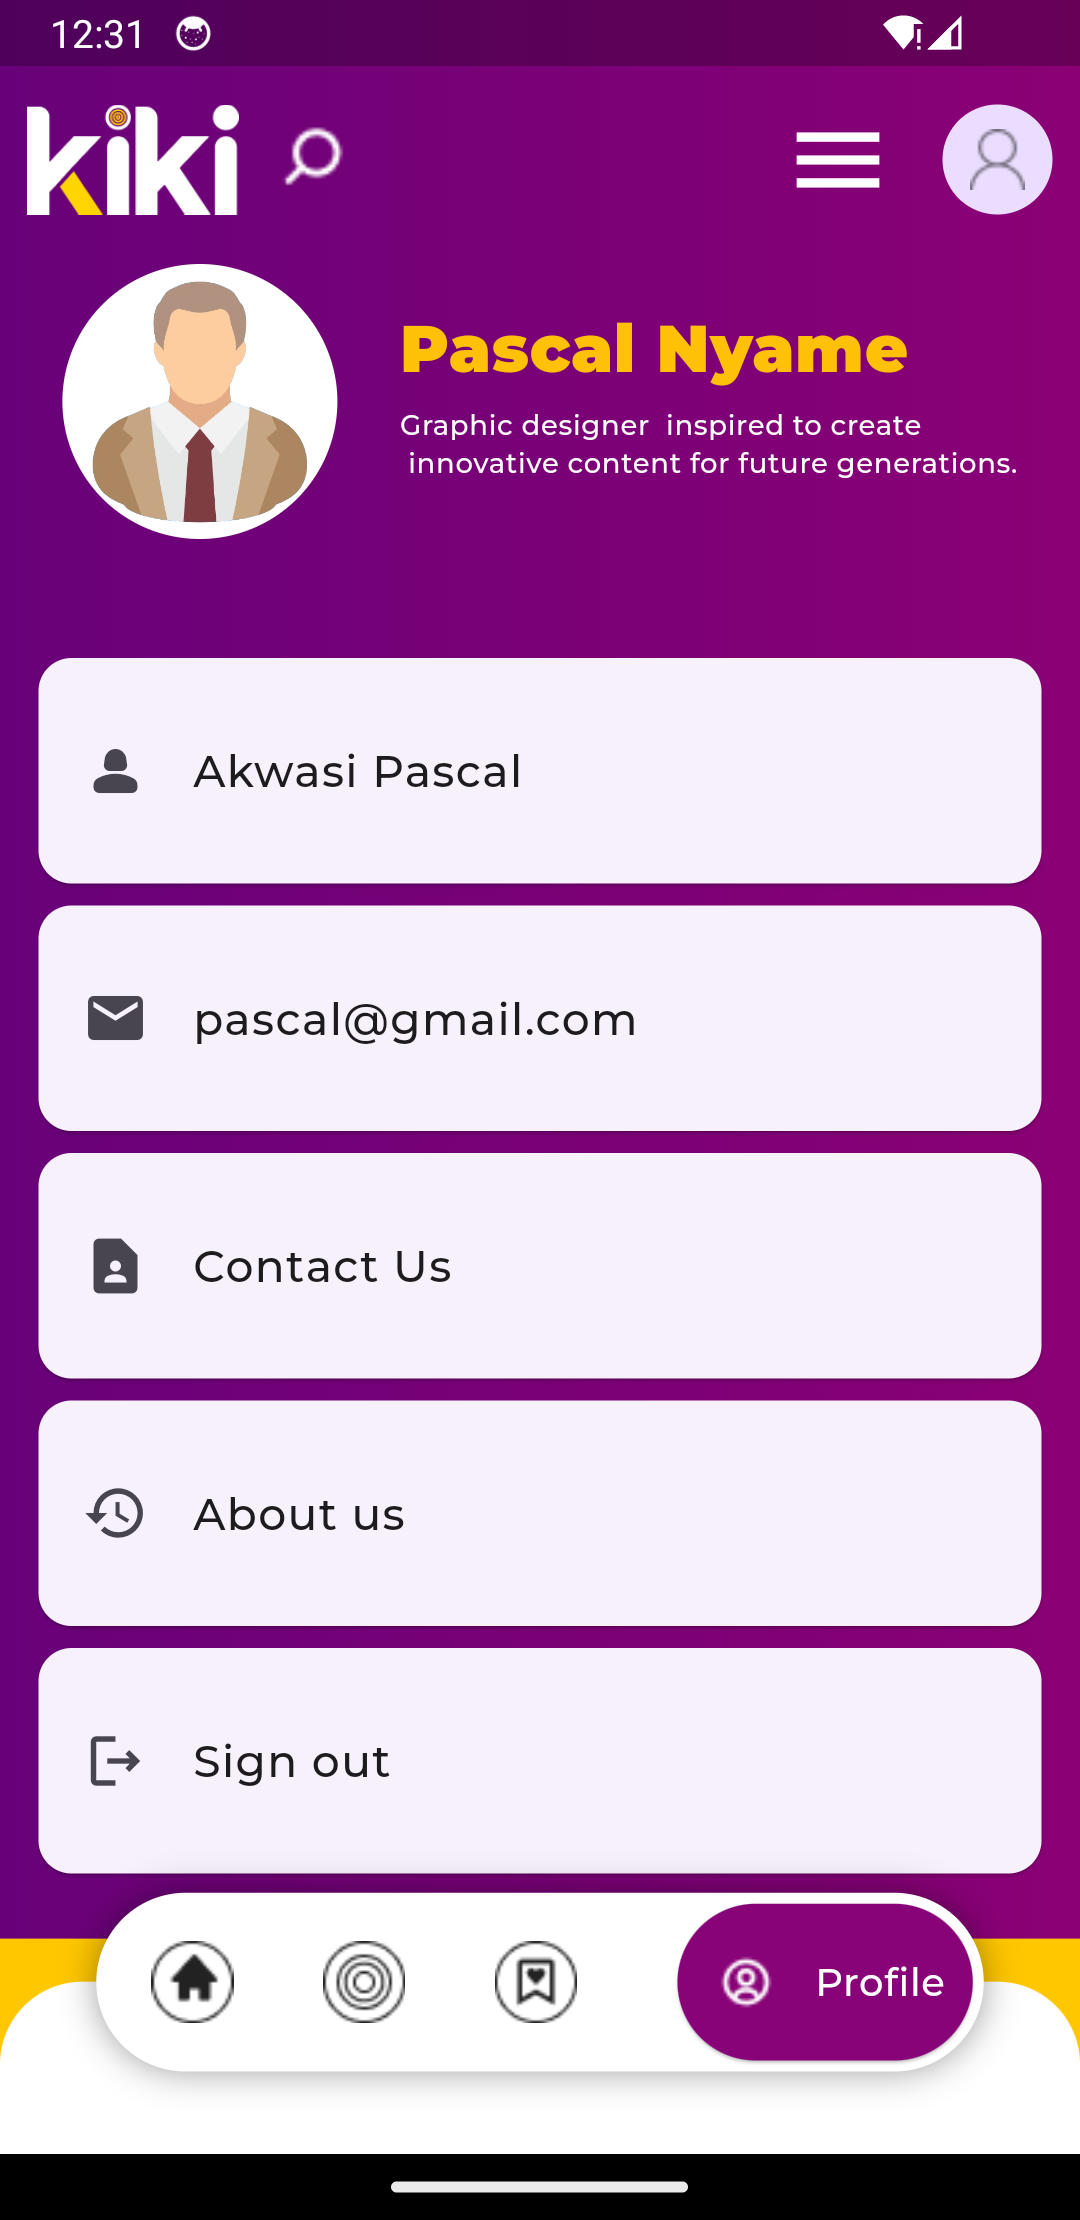 12:31
kiki
Pascal Nyame
Graphic designer  inspired to create
innovative content for future generations.
Akwasi Pascal
pascal@gmail.com
Contact Us
About us
Sign out
Profile